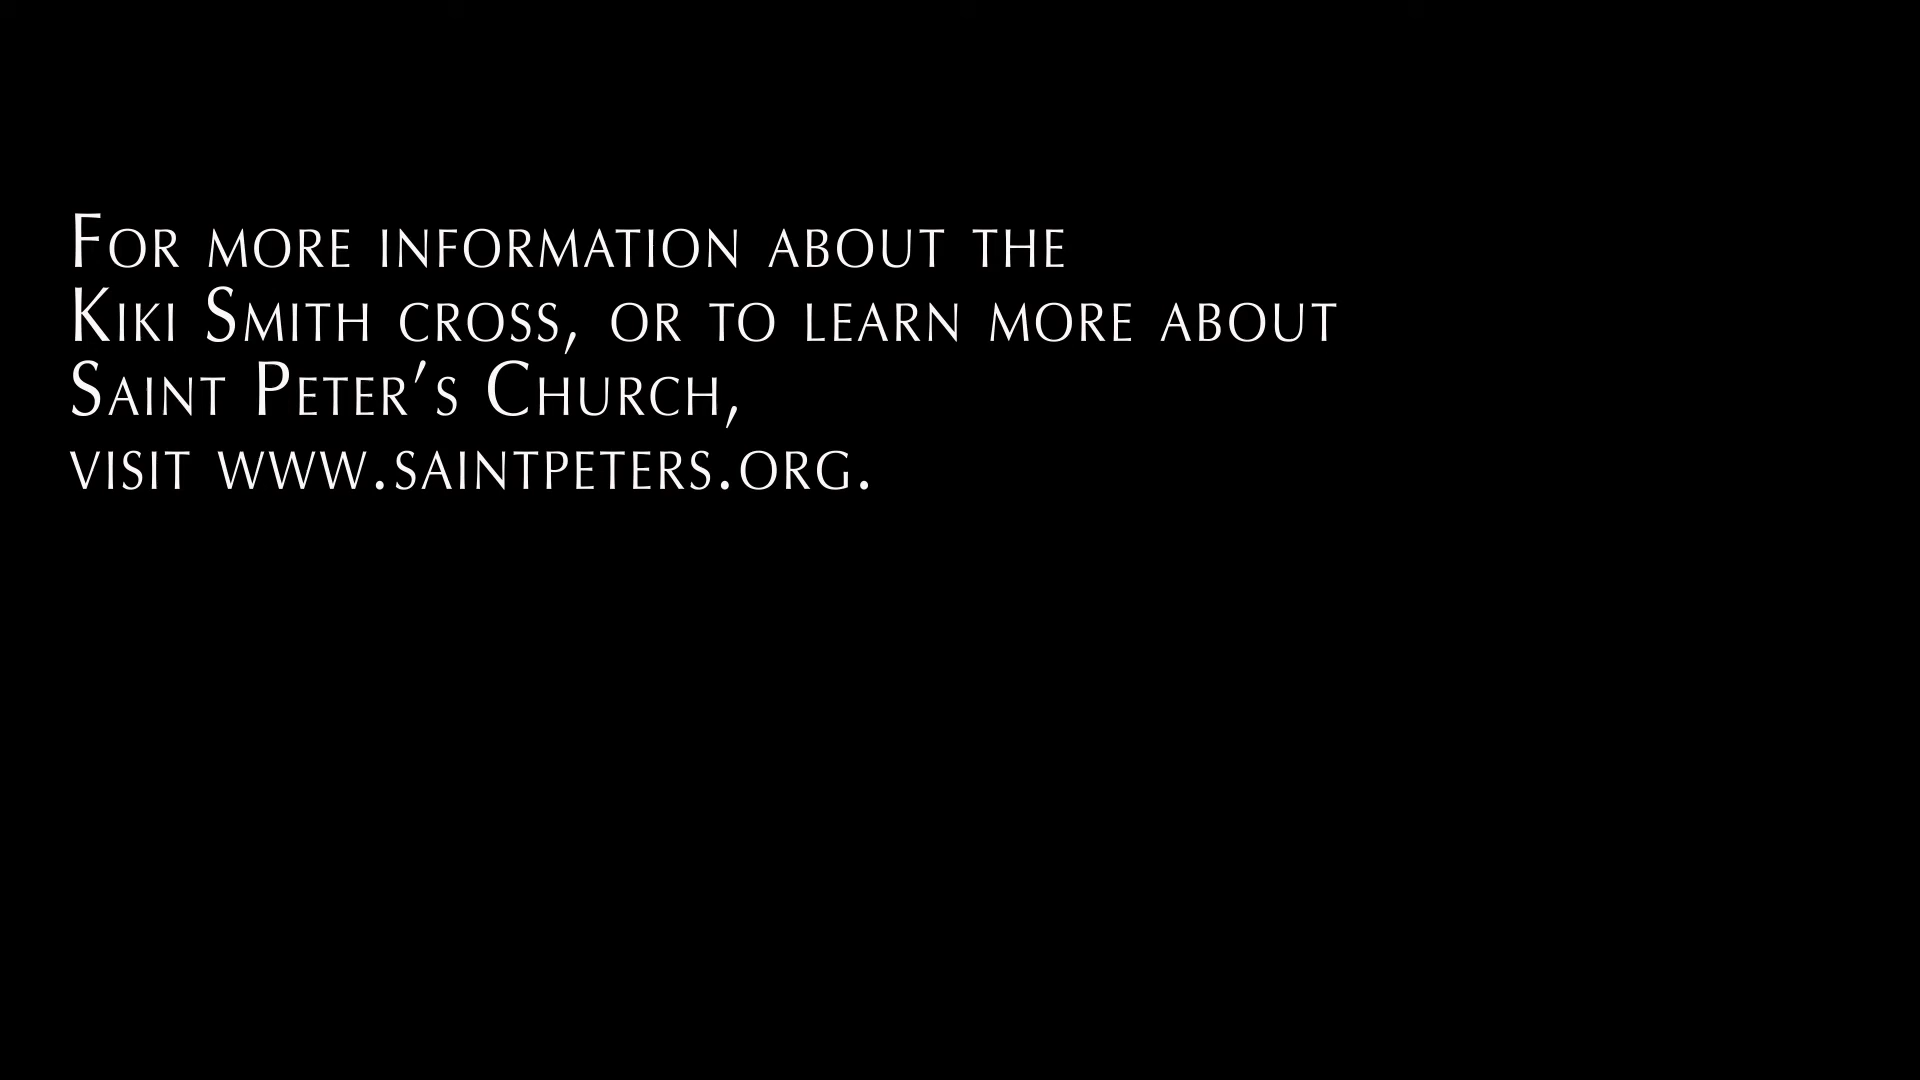 For more information about the
Kiki Smith cross, or to learn more about
Saint Peter’s Church,
visit www.saintpeters.org.